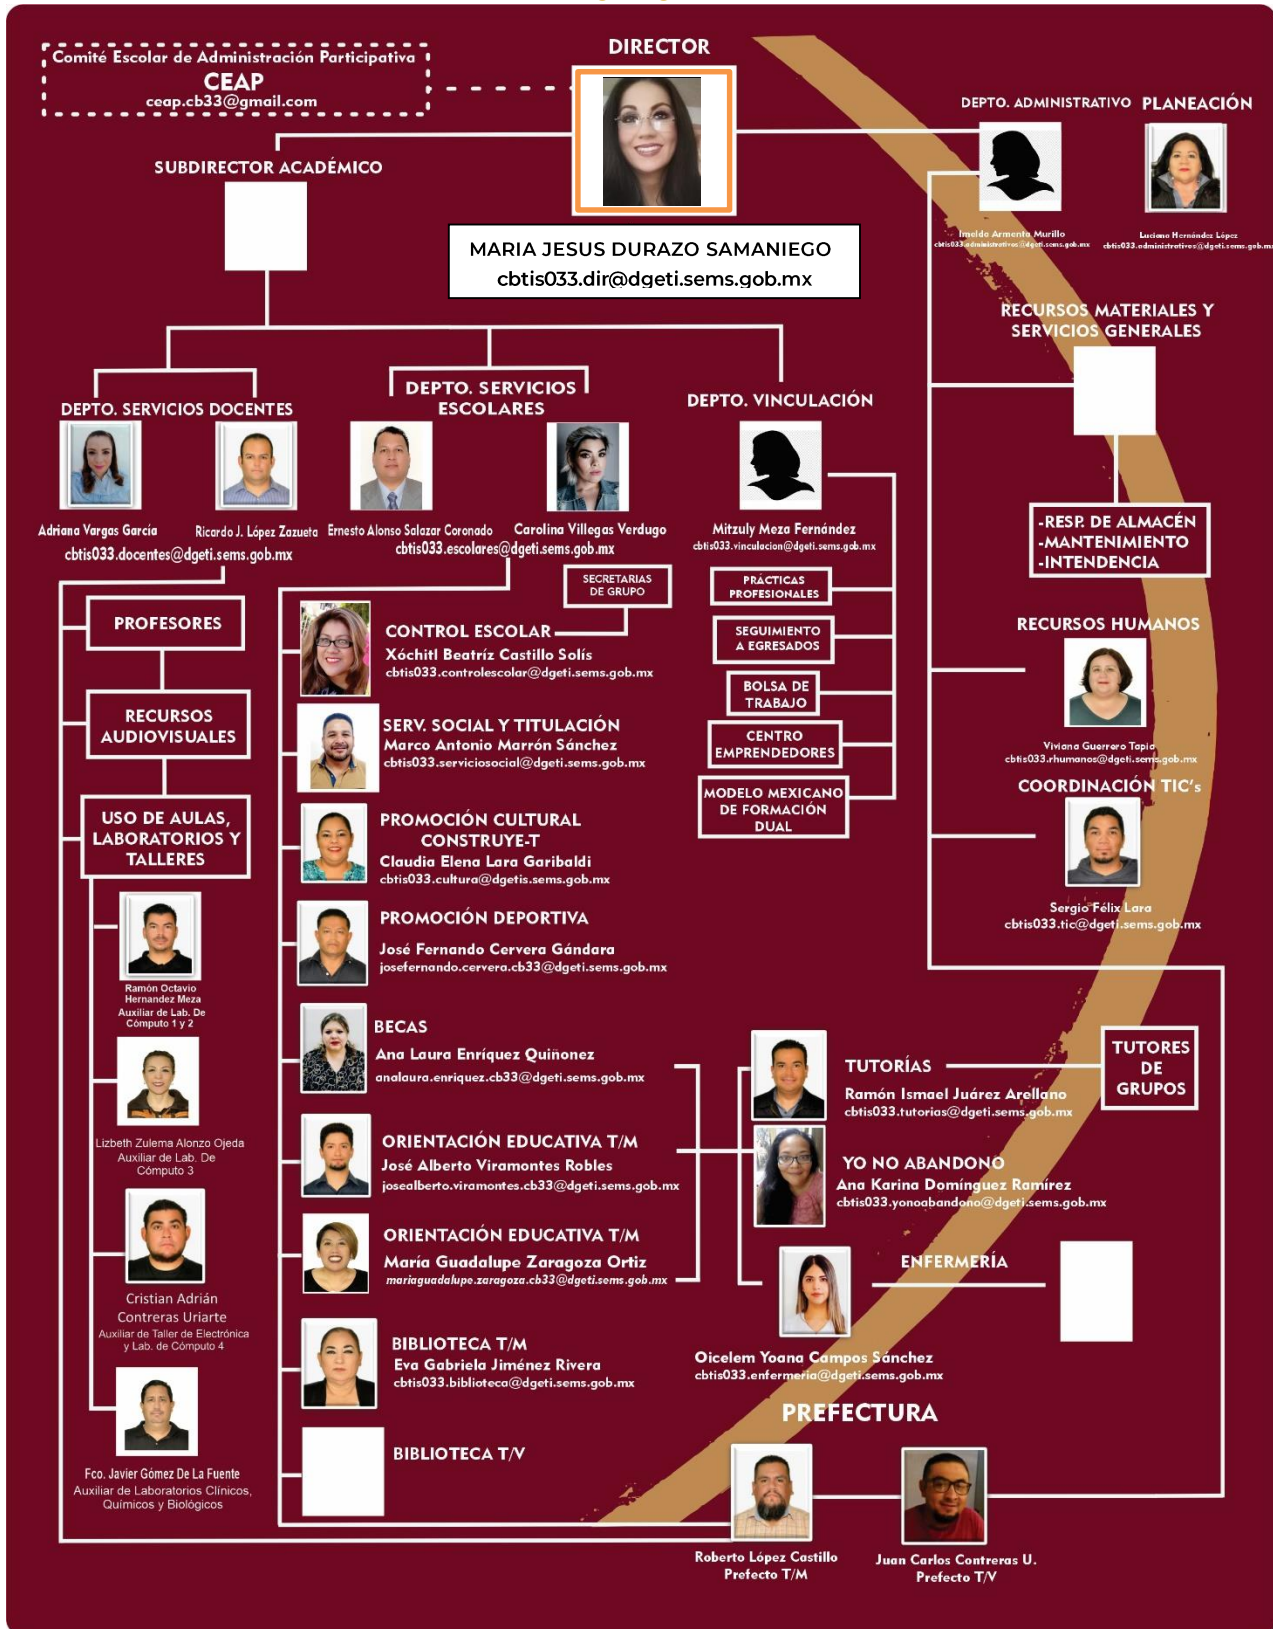 Comité Escolar de Administración Participativa
CEAP
ceap.cb33@gmail.com
DIRECTOR
MARIA JESUS DURAZO SAMANIEGO
cbtis033.dir@dgeti.sems.gob.mx
DEPTO. ADMINISTRATIVO
Imelda Armenta Murillo
cbtis033.administrativos@dgeti.sems.gob.mx
PLANEACIÓN
Luciana Hernández López
cbtis033.administrativos@dgeti.sems.gob.mx
SUBDIRECTOR ACADÉMICO
RECURSOS MATERIALES Y
SERVICIOS GENERALES
-RESP. DE ALMACÉN
-MANTENIMIENTO
-INTENDENCIA
DEPTO. SERVICIOS DOCENTES
Adriana Vargas García
Ricardo J. López Zazueta
cbtis033.docentes@dgeti.sems.gob.mx
DEPTO. SERVICIOS
ESCOLARES
Ernesto Alonso Salazar Coronado
Carolina Villegas Verdugo
cbtis033.escolares@dgeti.sems.gob.mx
DEPTO. VINCULACIÓN
Mitzuly Meza Fernández
cbtis033.vinculacion@dgeti.sems.gob.mx
PRÁCTICAS
PROFESIONALES
SEGUIMIENTO
A EGRESADOS
BOLSA DE
TRABAJO
CENTRO
EMPRENDEDORES
MODELO MEXICANO
DE FORMACIÓN
DUAL
RECURSOS HUMANOS
Viviana Guerrero Tapia
cbtis033.rhumanos@dgeti.sems.gob.mx
COORDINACIÓN TIC's
Sergio Félix Lara
cbtis033.tic@dgeti.sems.gob.mx
PROFESORES
RECURSOS
AUDIOVISUALES
USO DE AULAS,
LABORATORIOS Y
TALLERES
Ramón Octavio
Hernandez Meza
Auxiliar de Lab. De
Cómputo 1 y 2
Lizbeth Zulema Alonzo Ojeda
Auxiliar de Lab. De
Cómputo 3
Cristian Adrián
Contreras Uriarte
Auxiliar de Taller de Electrónica
y Lab. de Cómputo 4
Fco. Javier Gómez De La Fuente
Auxiliar de Laboratorios Clínicos,
Químicos y Biológicos
SECRETARIAS
DE GRUPO
CONTROL ESCOLAR
Xóchitl Beatríz Castillo Solís
cbtis033.controlescolar@dgeti.sems.gob.mx
SERV. SOCIAL Y TITULACIÓN
Marco Antonio Marrón Sánchez
cbtis033.serviciosocial@dgeti.sems.gob.mx
PROMOCIÓN CULTURAL
CONSTRUYE-T
Claudia Elena Lara Garibaldi
cbtis033.cultura@dgetis.sems.gob.mx
PROMOCIÓN DEPORTIVA
José Fernando Cervera Gándara
josefernando.cervera.cb33@dgeti.sems.gob.mx
BECAS
Ana Laura Enríquez Quiñonez
analaura.enriquez.cb33@dgeti.sems.gob.mx
ORIENTACIÓN EDUCATIVA T/M
José Alberto Viramontes Robles
josealberto.viramontes.cb33@dgeti.sems.gob.mx
ORIENTACIÓN EDUCATIVA T/M
María Guadalupe Zaragoza Ortiz
mariaguadalupe.zaragoza.cb33@dgeti.sems.gob.mx
BIBLIOTECA T/M
Eva Gabriela Jiménez Rivera
cbtis033.biblioteca@dgeti.sems.gob.mx
BIBLIOTECA T/V
TUTORÍAS
Ramón Ismael Juárez Arellano
cbtis033.tutorias@dgeti.sems.gob.mx
TUTORES
DE
GRUPOS
YO NO ABANDONO
Ana Karina Domínguez Ramírez
cbtis033.yonoabandono@dgeti.sems.gob.mx
ENFERMERÍA
Oicelem Yoana Campos Sánchez
cbtis033.enfermeria@dgeti.sems.gob.mx
PREFECTURA
Roberto López Castillo
Prefecto T/M
Juan Carlos Contreras U.
Prefecto T/V